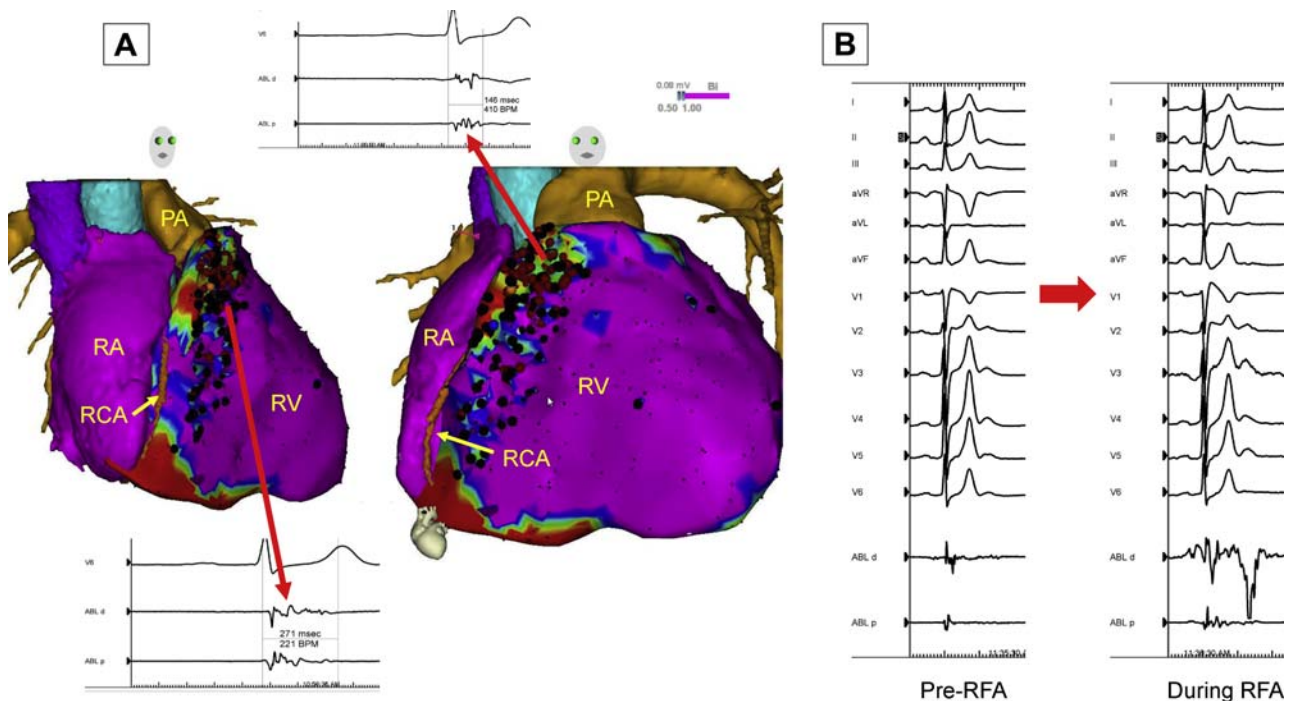 A
V6
ABL d
ABL p
146 msec
410 BPM
0.08 mV
Bi
0.50 1.00
PA
RA
RCA
RV
PA
RA
RV
RCA
V6
ABL d
ABL p
271 msec
221 BPM
B
I
II
III
aVR
aVL
aVF
V1
V2
V3
V4
V5
V6
ABL d
ABL p
Pre-RFA
I
II
III
aVR
aVL
aVF
V1
V2
V3
V4
V5
V6
ABL d
ABL p
During RFA